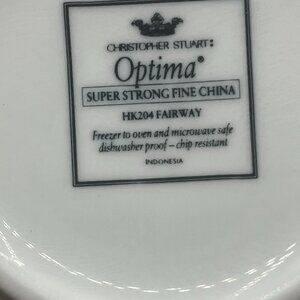 CHRISTOPHER STUART:
Optima®
SUPER STRONG FINE CHINA
HK204 FAIRWAY
Freezer to oven and microwave safe
dishwasher proof – chip resistant
INDONESIA